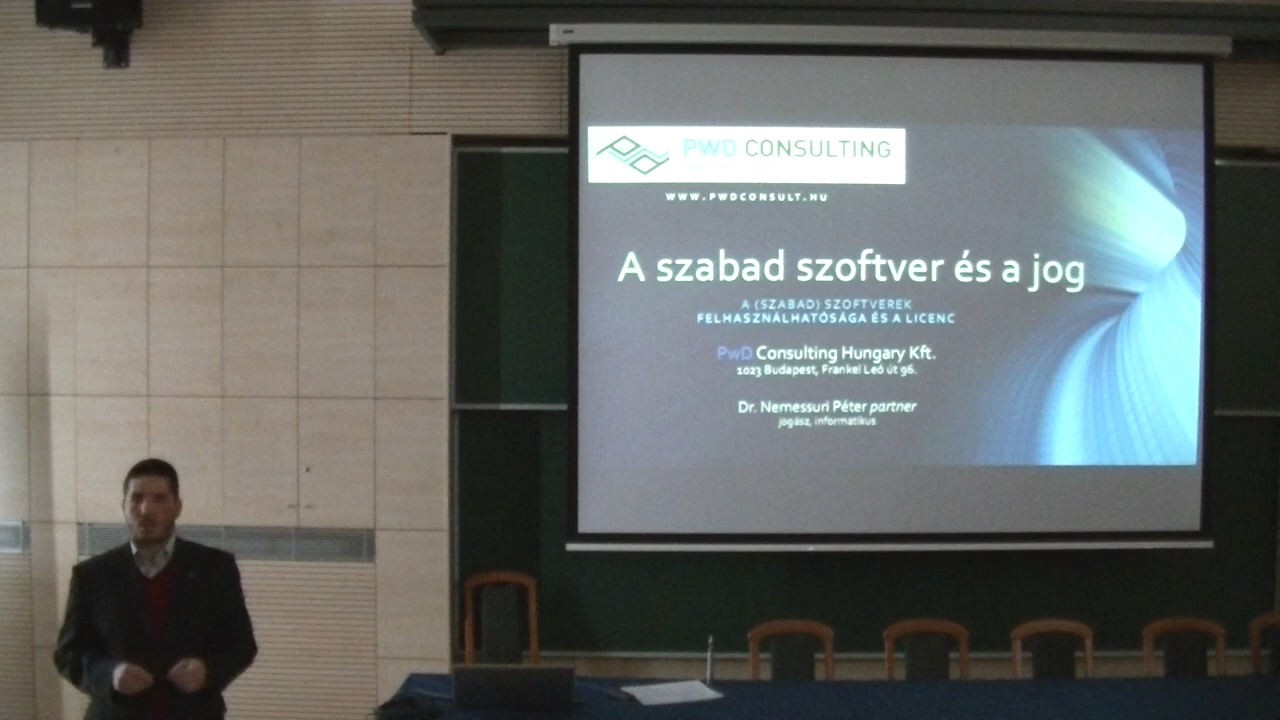 PWD CONSULTING
WWW.PWDCONSULT.HU
A szabad szoftver és a jog
A (SZABAD) SZOFTVEREK
FELHASZNÁLHATÓSÁGA ÉS A LICENC
PwD Consulting Hungary Kft.
1023 Budapest, Frankel Leó út 96.
Dr. Nemessuri Péter partner
jogász, informatikus